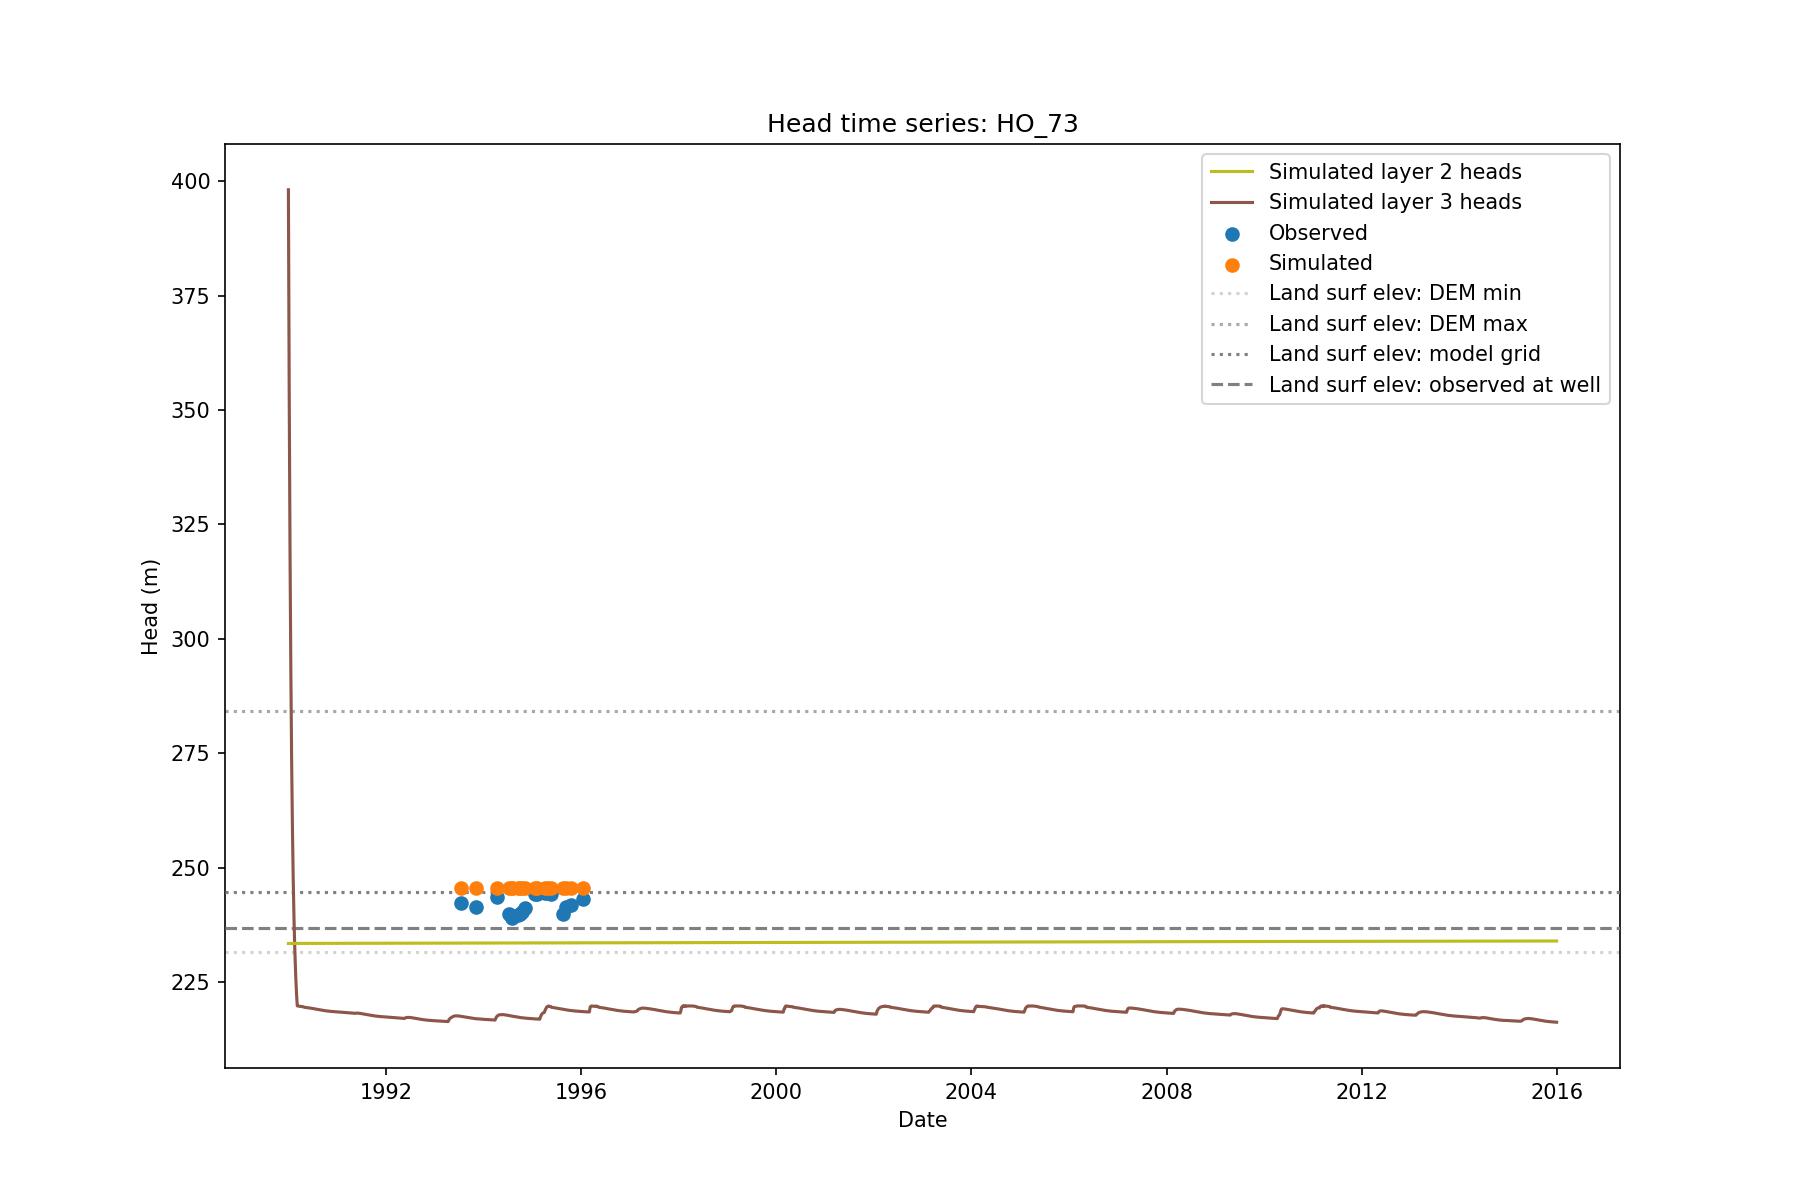 Head time series: HO_73
400
375
350
325
300
275
250
225
Head (m)
Simulated layer 2 heads
Simulated layer 3 heads
Observed
Simulated
Land surf elev: DEM min
Land surf elev: DEM max
Land surf elev: model grid
Land surf elev: observed at well
1992
1996
2000
2004
2008
2012
2016
Date